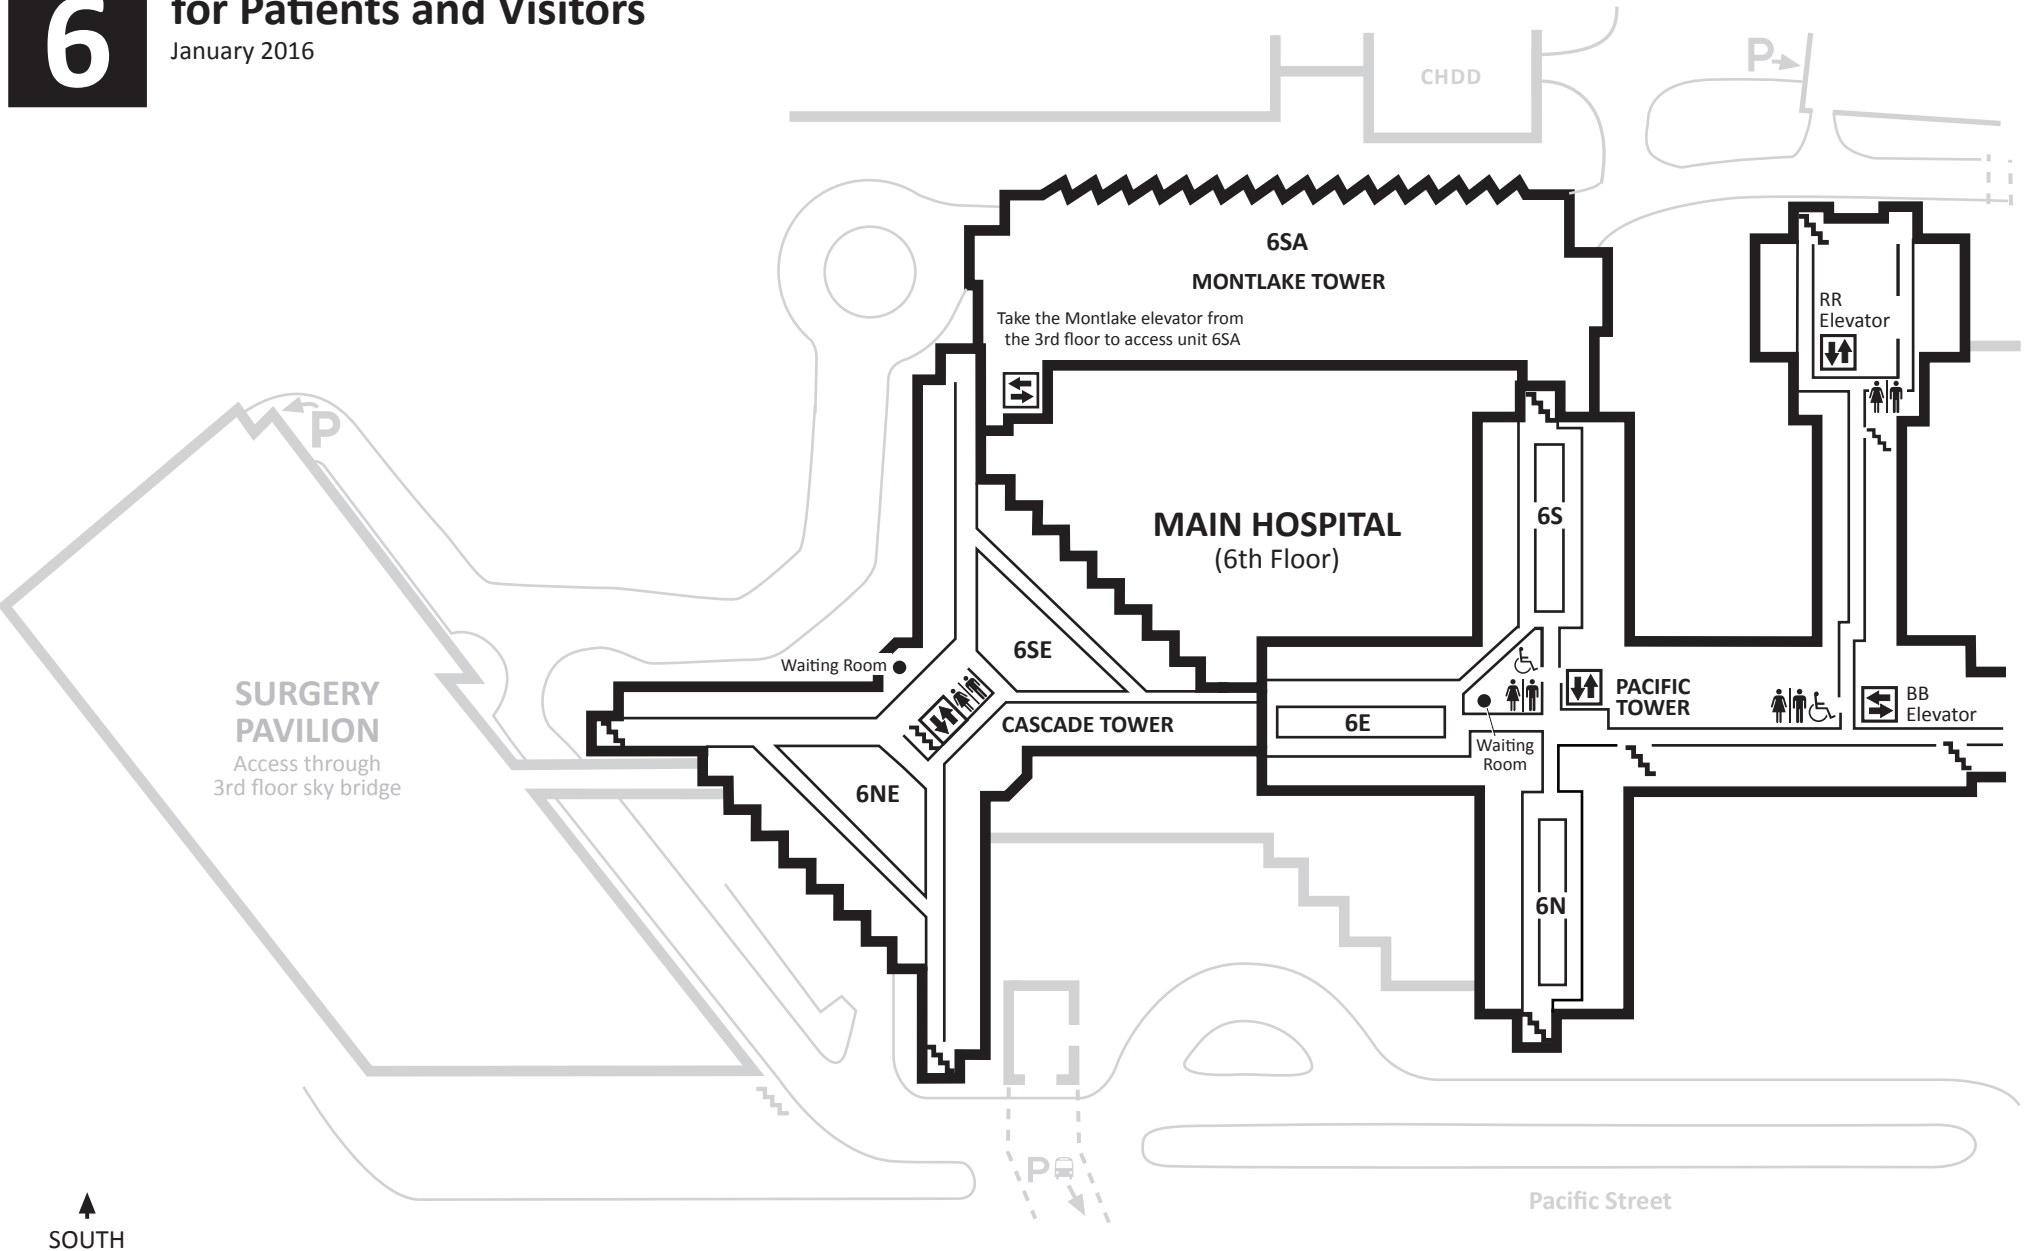 6
for Patients and Visitors
January 2016
CHDD
P
6SA
MONTLAKE TOWER
Take the Montlake elevator from
the 3rd floor to access unit 6SA
RR
Elevator
P
MAIN HOSPITAL
(6th Floor)
6S
6SE
Waiting Room
SURGERY
PAVILION
Access through
3rd floor sky bridge
PACIFIC
TOWER
BB
Elevator
CASCADE TOWER
6E
Waiting
Room
6NE
6N
P
Pacific Street
SOUTH